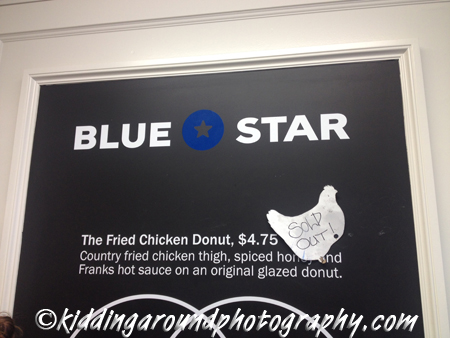 BLUE STAR
The Fried Chicken Donut, $4.75
SOLD
OUT!
Country fried chicken thigh, spiced honey and
Franks hot sauce on an original glazed donut.
©kiddingaroundphotography.com